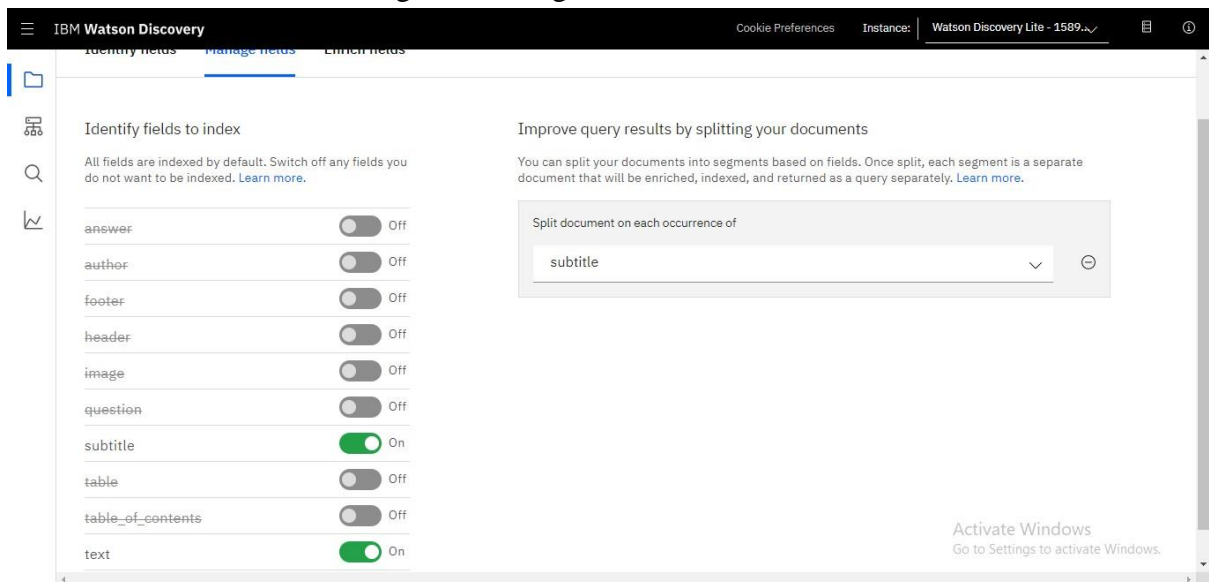 IBM Watson Discovery
Cookie Preferences
Instance:
Watson Discovery Lite - 1589..
Identify fields
Manage fields
Enrich fields
Identify fields to index
All fields are indexed by default. Switch off any fields you
do not want to be indexed. Learn more.
answer Off
author Off
footer Off
header Off
image Off
question Off
subtitle On
table Off
table_of_contents Off
text On
Improve query results by splitting your documents
You can split your documents into segments based on fields. Once split, each segment is a separate
document that will be enriched, indexed, and returned as a query separately. Learn more.
Split document on each occurrence of
subtitle
Activate Windows
Go to Settings to activate Windows.